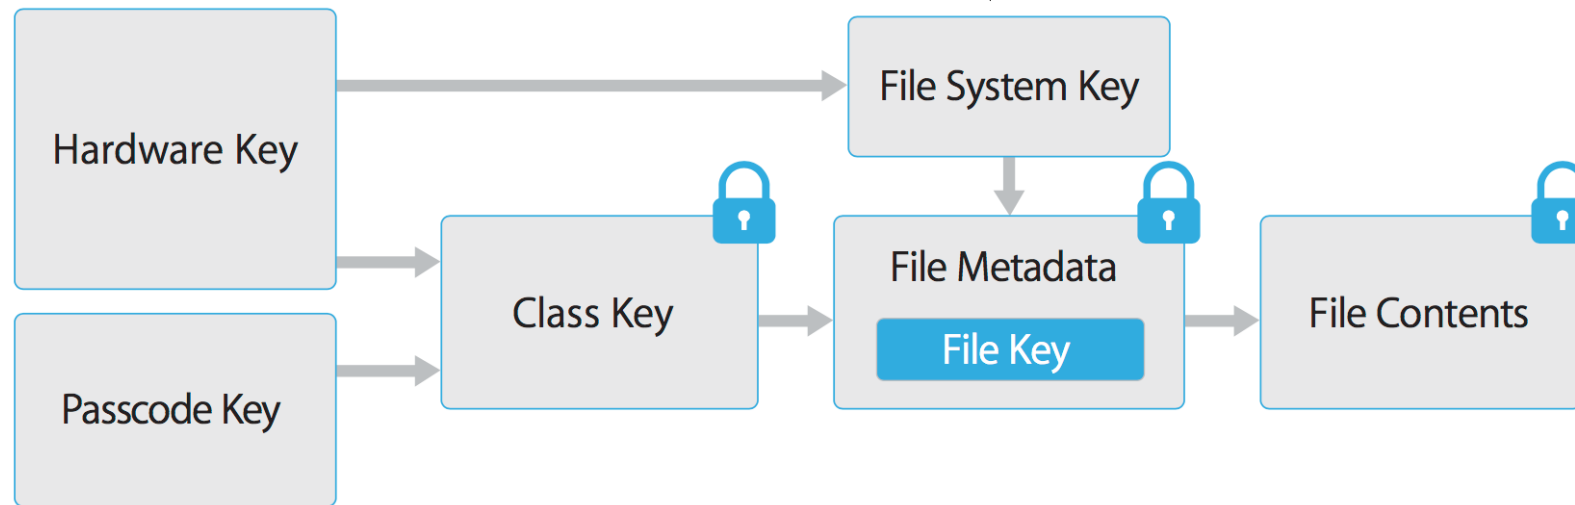 File System Key
Hardware Key
File Metadata
Class Key
File Contents
File Key
Passcode Key